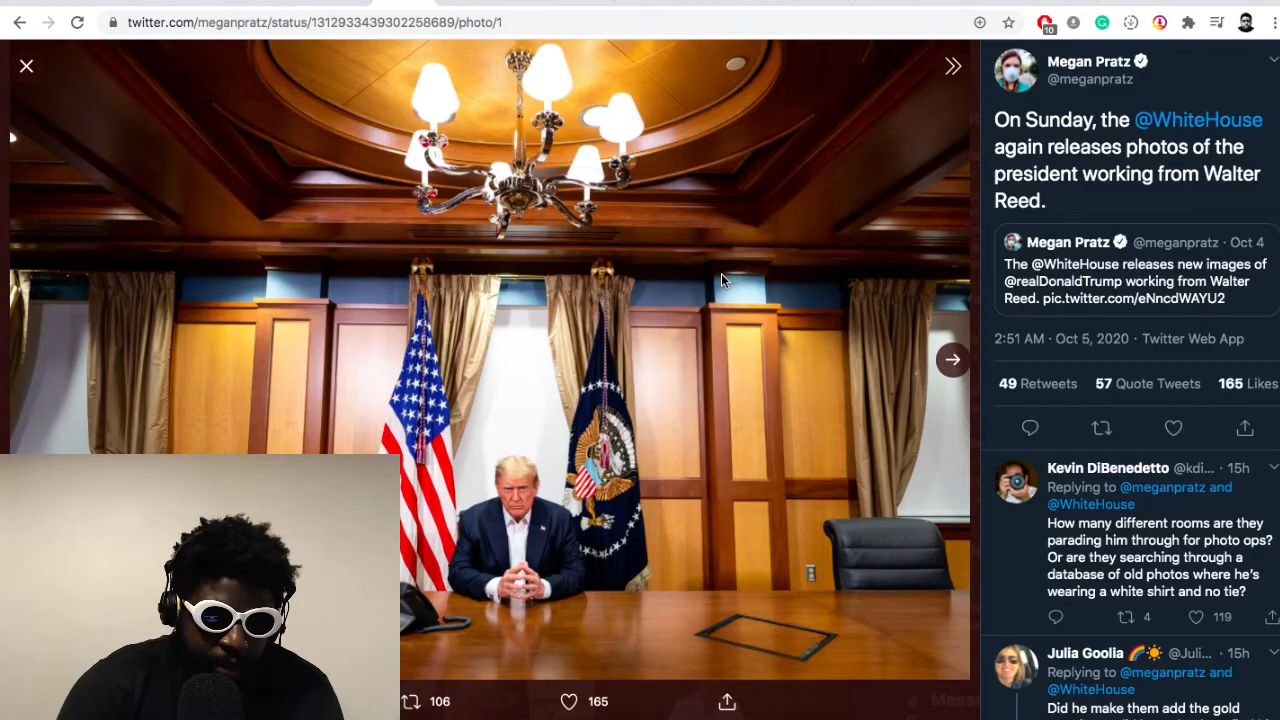 twitter.com/meganpratz/status/1312933439302258689/photo/1
10
Megan Pratz
@meganpratz
On Sunday, the @WhiteHouse
again releases photos of the
president working from Walter
Reed.
Megan Pratz @meganpratz · Oct 4
The @WhiteHouse releases new images of
@realDonaldTrump working from Walter
Reed. pic.twitter.com/eNncdWAYU2
2:51 AM · Oct 5, 2020 · Twitter Web App
49 Retweets 57 Quote Tweets 165 Likes
Kevin DiBenedetto @kdi... · 15h
Replying to @meganpratz and
@WhiteHouse
How many different rooms are they
parading him through for photo ops?
Or are they searching through a
database of old photos where he's
wearing a white shirt and no tie?
4 119
Julia Goolia @Juli... · 15h
Replying to @meganpratz and
@WhiteHouse
Did he make them add the gold
106 165